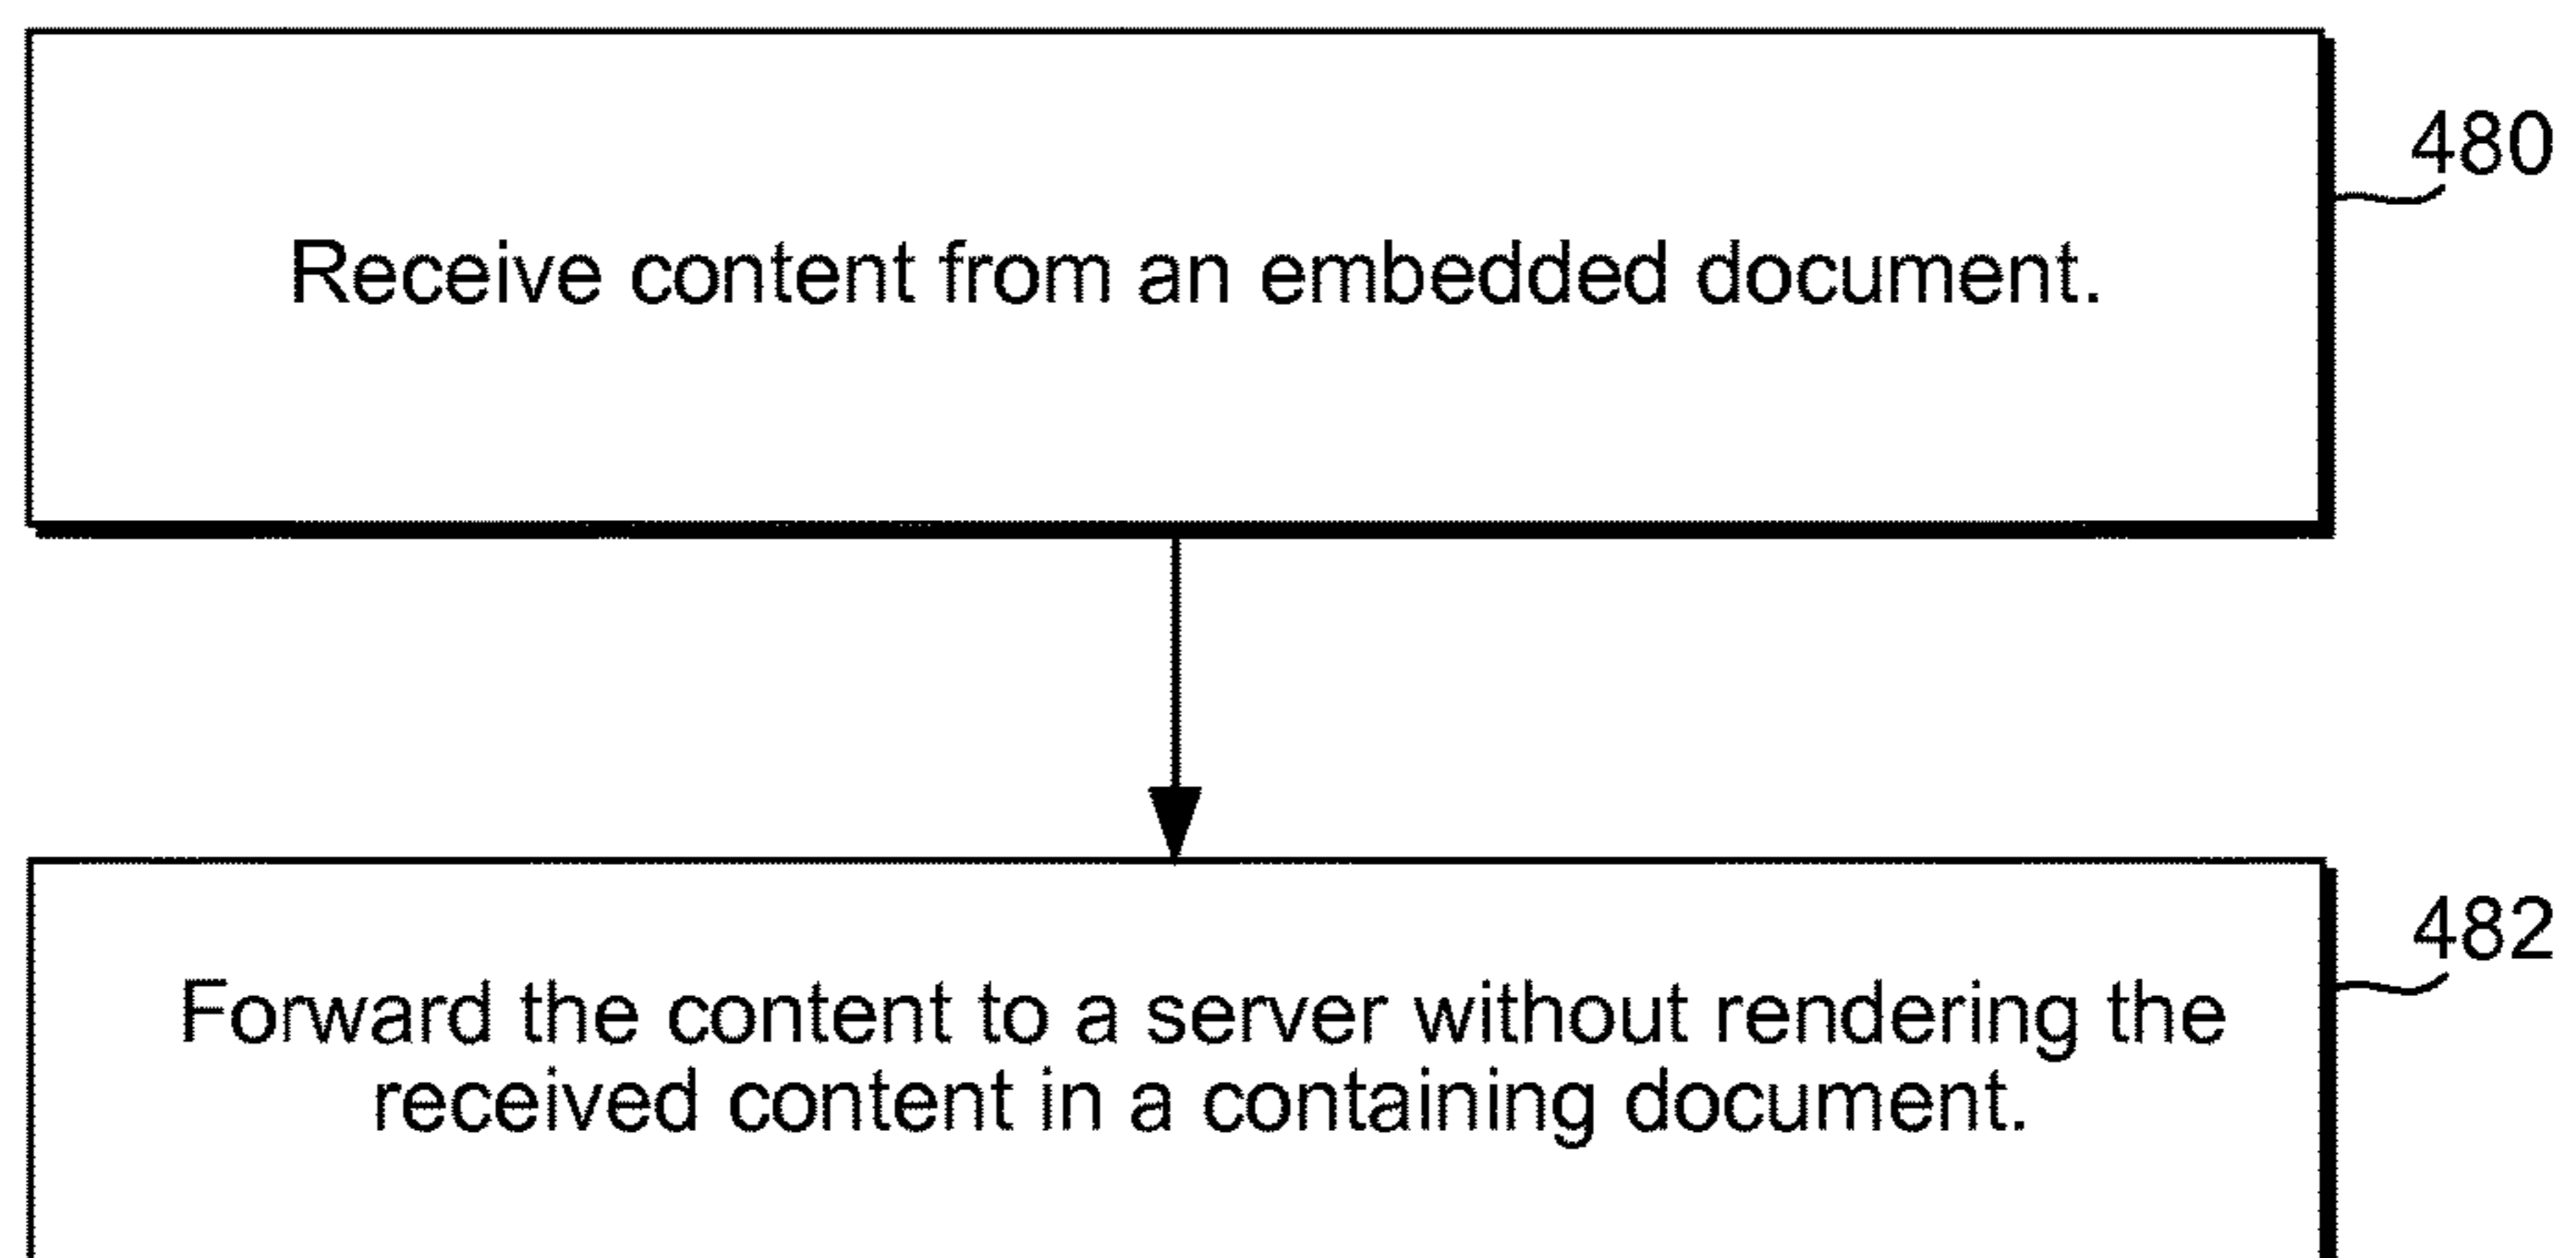 480
Receive content from an embedded document.
482
Forward the content to a server without rendering the
received content in a containing document.